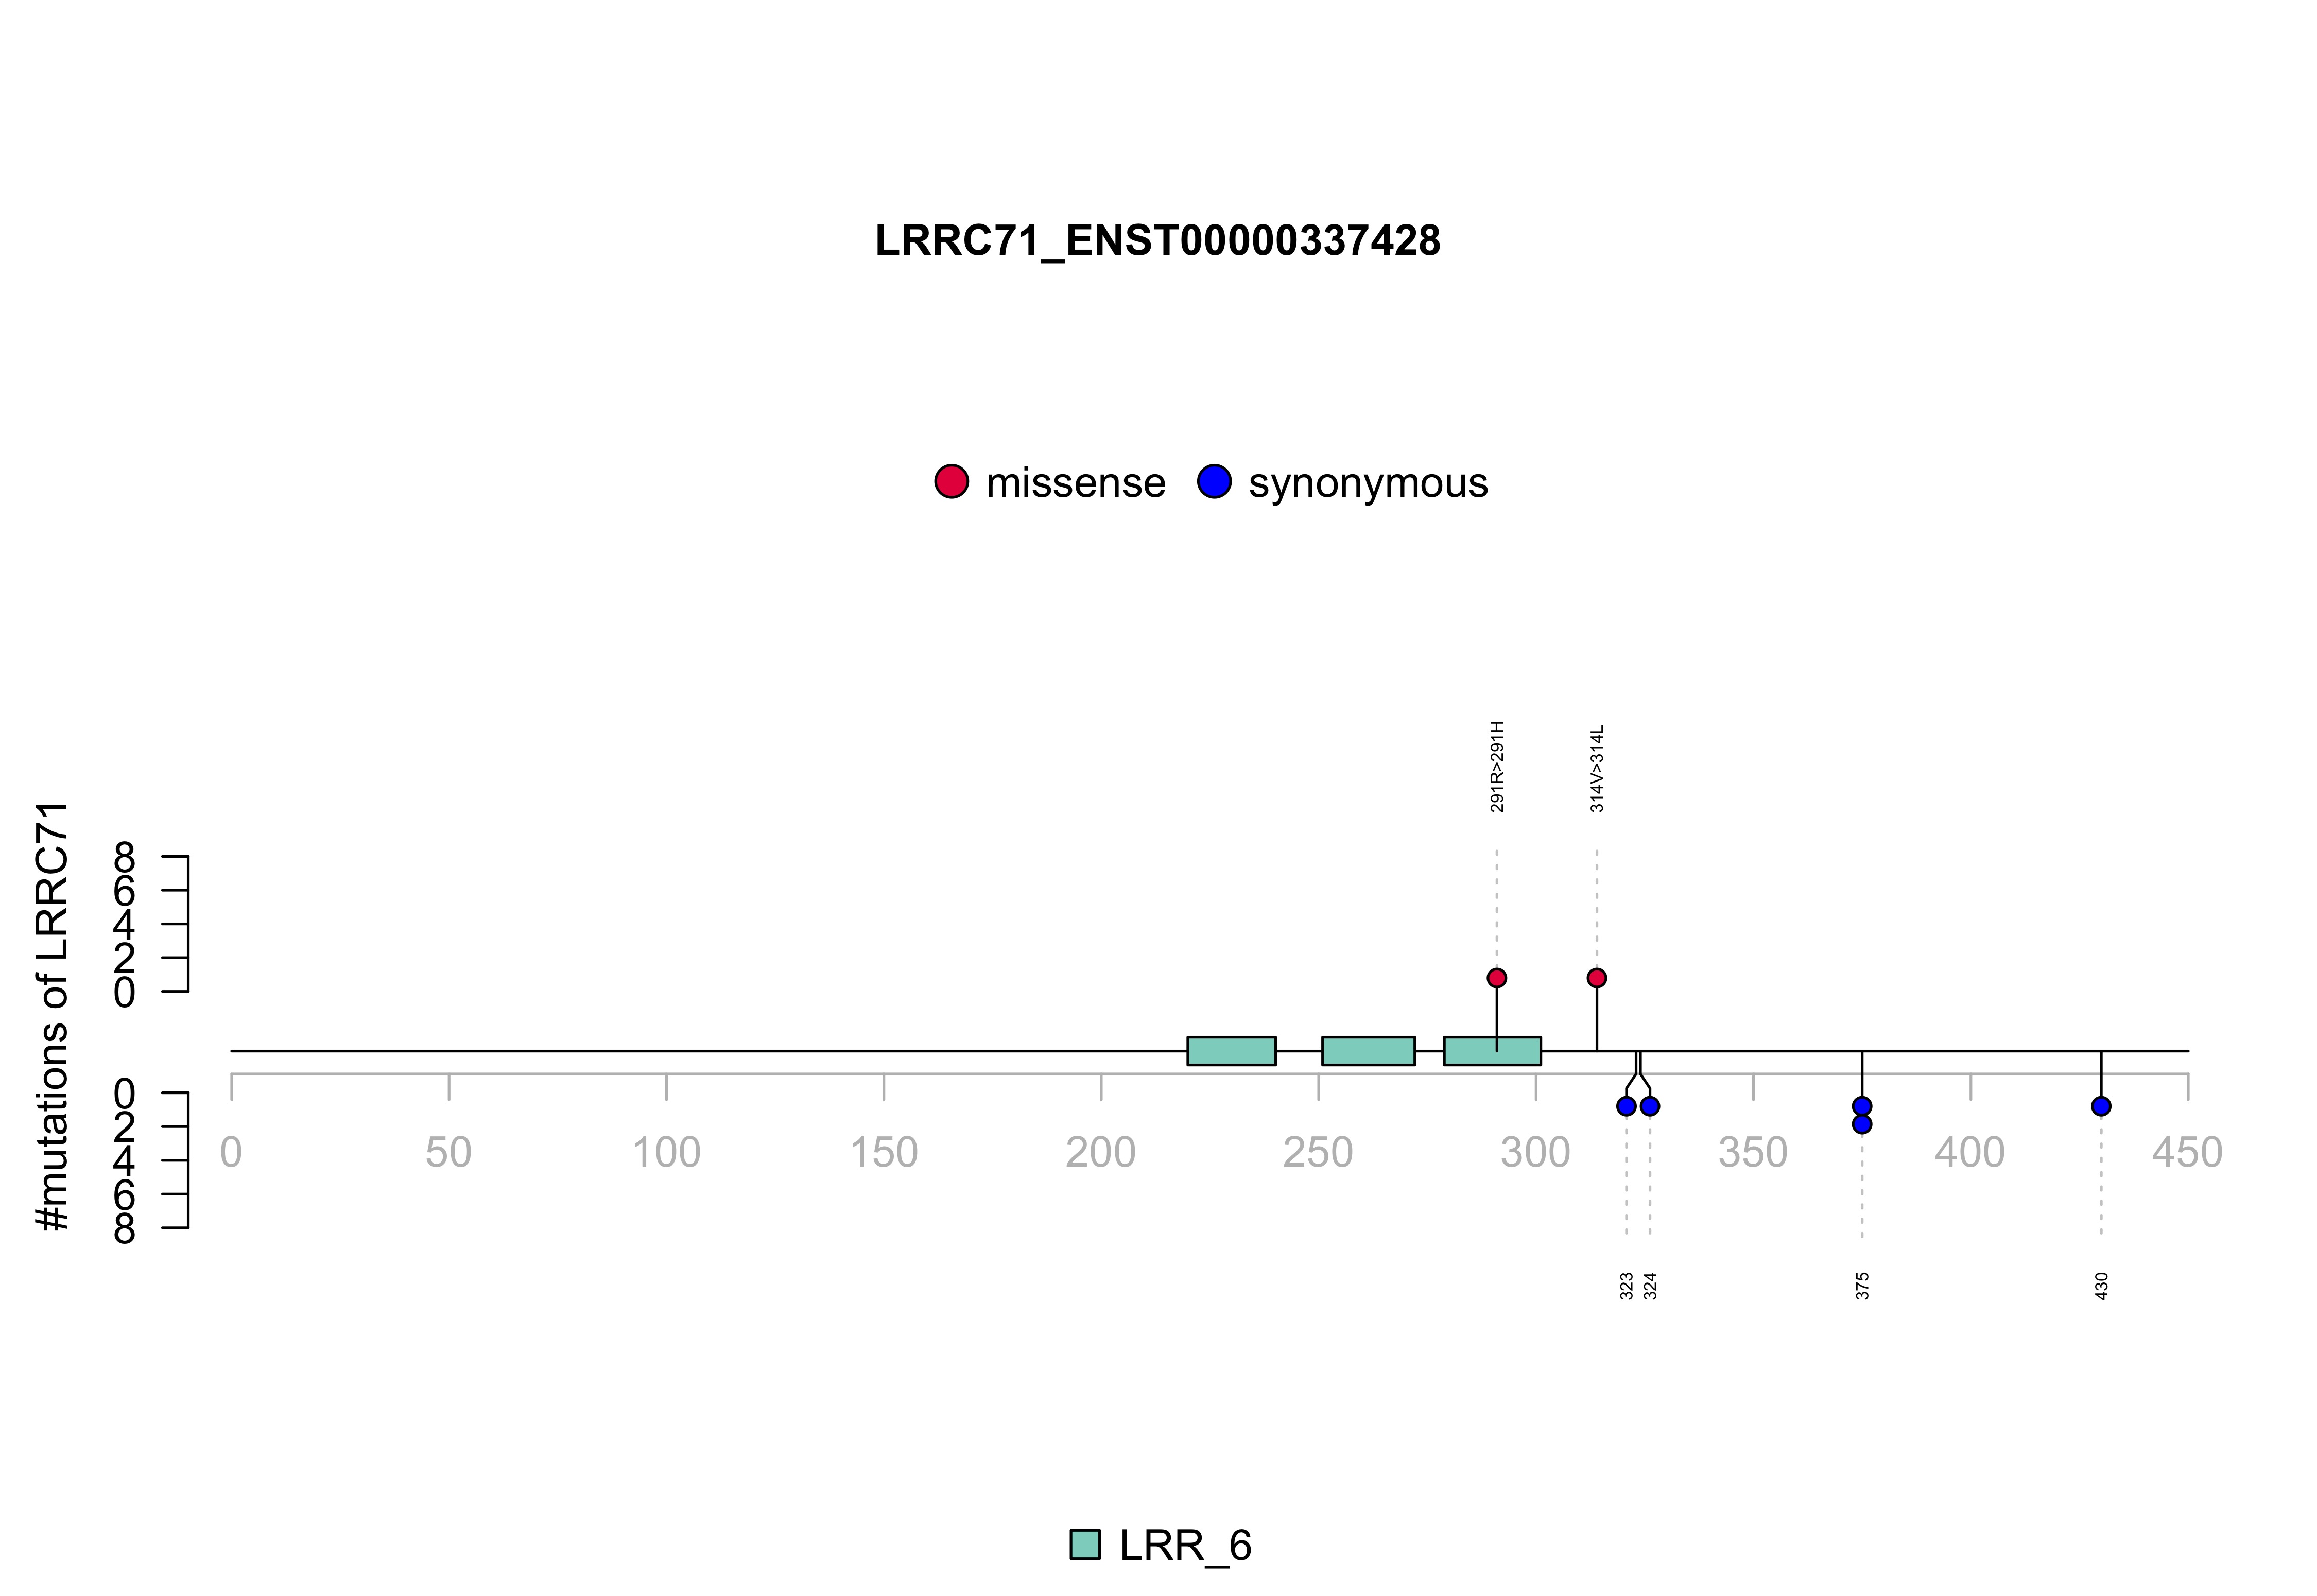 LRRC71_ENST00000337428
missense synonymous
291R>291H
314V>314L
#mutations of LRRC71
8
6
4
2
0
0
2
4
6
8
0 50 100 150 200 250 300 350 400 450
323 324 375 430
LRR_6